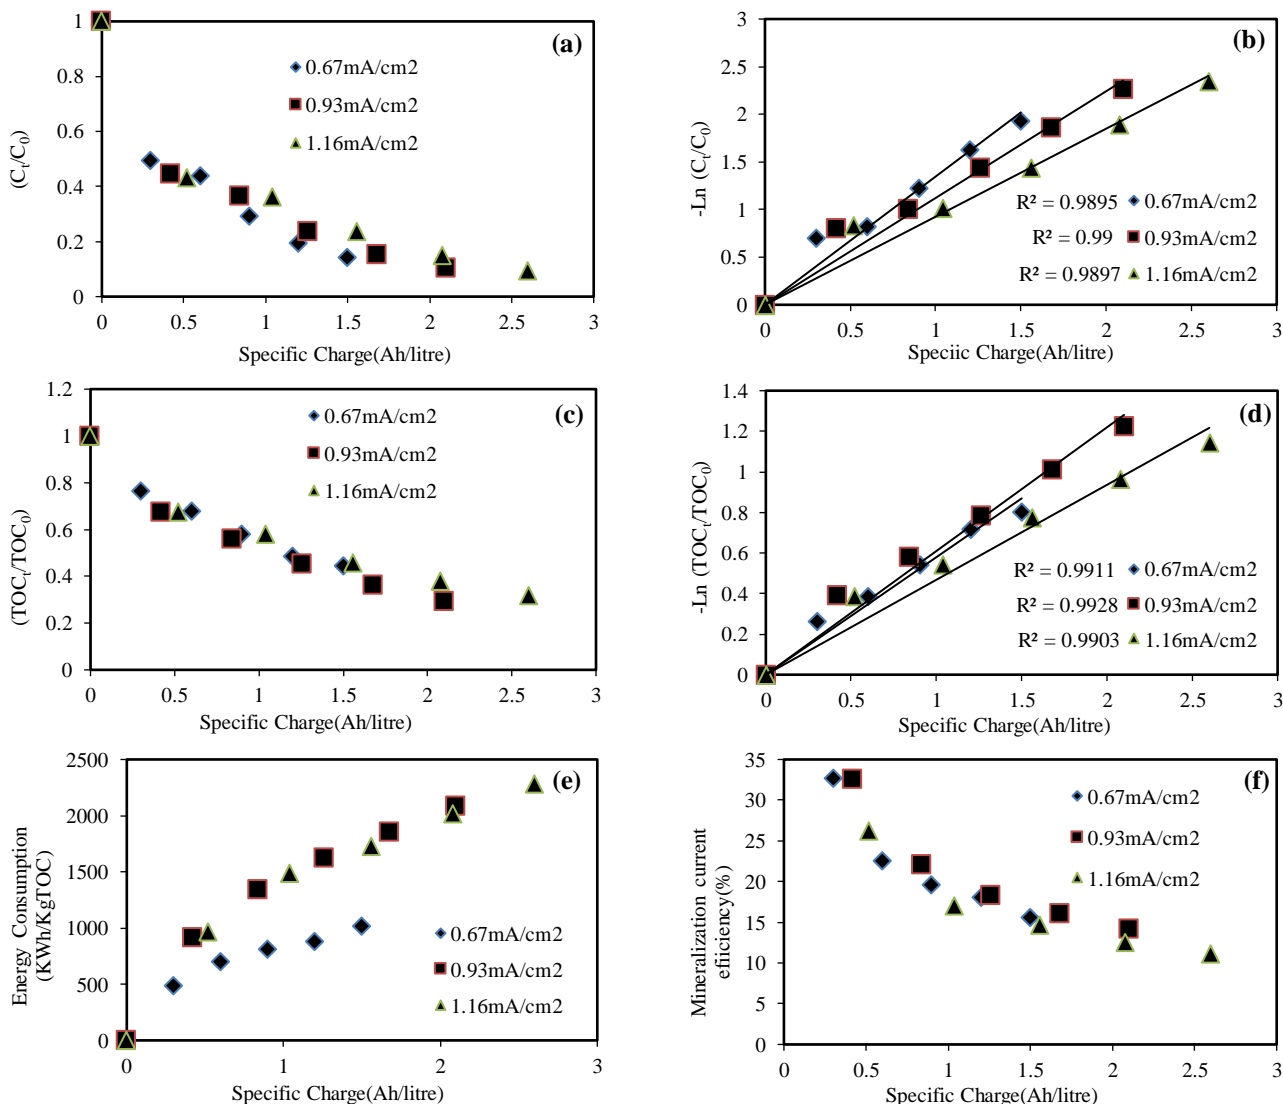 (a)
1
0.8
0.6
0.4
0.2
0
0.5
1
1.5
2
2.5
3
(Ct/C0)
0.67mA/cm2
0.93mA/cm2
1.16mA/cm2
Specific Charge(Ah/litre)
(b)
3
2.5
2
1.5
1
0.5
0
0
0.5
1
1.5
2
2.5
3
-Ln (Ct/C0)
R² = 0.9895
0.67mA/cm2
R² = 0.99
0.93mA/cm2
R² = 0.9897
1.16mA/cm2
Speciic Charge(Ah/litre)
(c)
1.2
1
0.8
0.6
0.4
0.2
0
0
0.5
1
1.5
2
2.5
3
(TOCt/TOC0)
0.67mA/cm2
0.93mA/cm2
1.16mA/cm2
Specific Charge(Ah/litre)
(d)
1.4
1.2
1
0.8
0.6
0.4
0.2
0
0
0.5
1
1.5
2
2.5
3
-Ln (TOCt/TOC0)
R² = 0.9911
0.67mA/cm2
R² = 0.9928
0.93mA/cm2
R² = 0.9903
1.16mA/cm2
Specific Charge(Ah/litre)
(e)
2500
2000
1500
1000
500
0
0
1
2
3
Energy Consumption
(KWh/KgTOC)
0.67mA/cm2
0.93mA/cm2
1.16mA/cm2
Specific Charge(Ah/litre)
(f)
35
30
25
20
15
10
5
0
0
0.5
1
1.5
2
2.5
3
Mineralization current
efiiciency(%)
0.67mA/cm2
0.93mA/cm2
1.16mA/cm2
Specific Charge(Ah/litre)